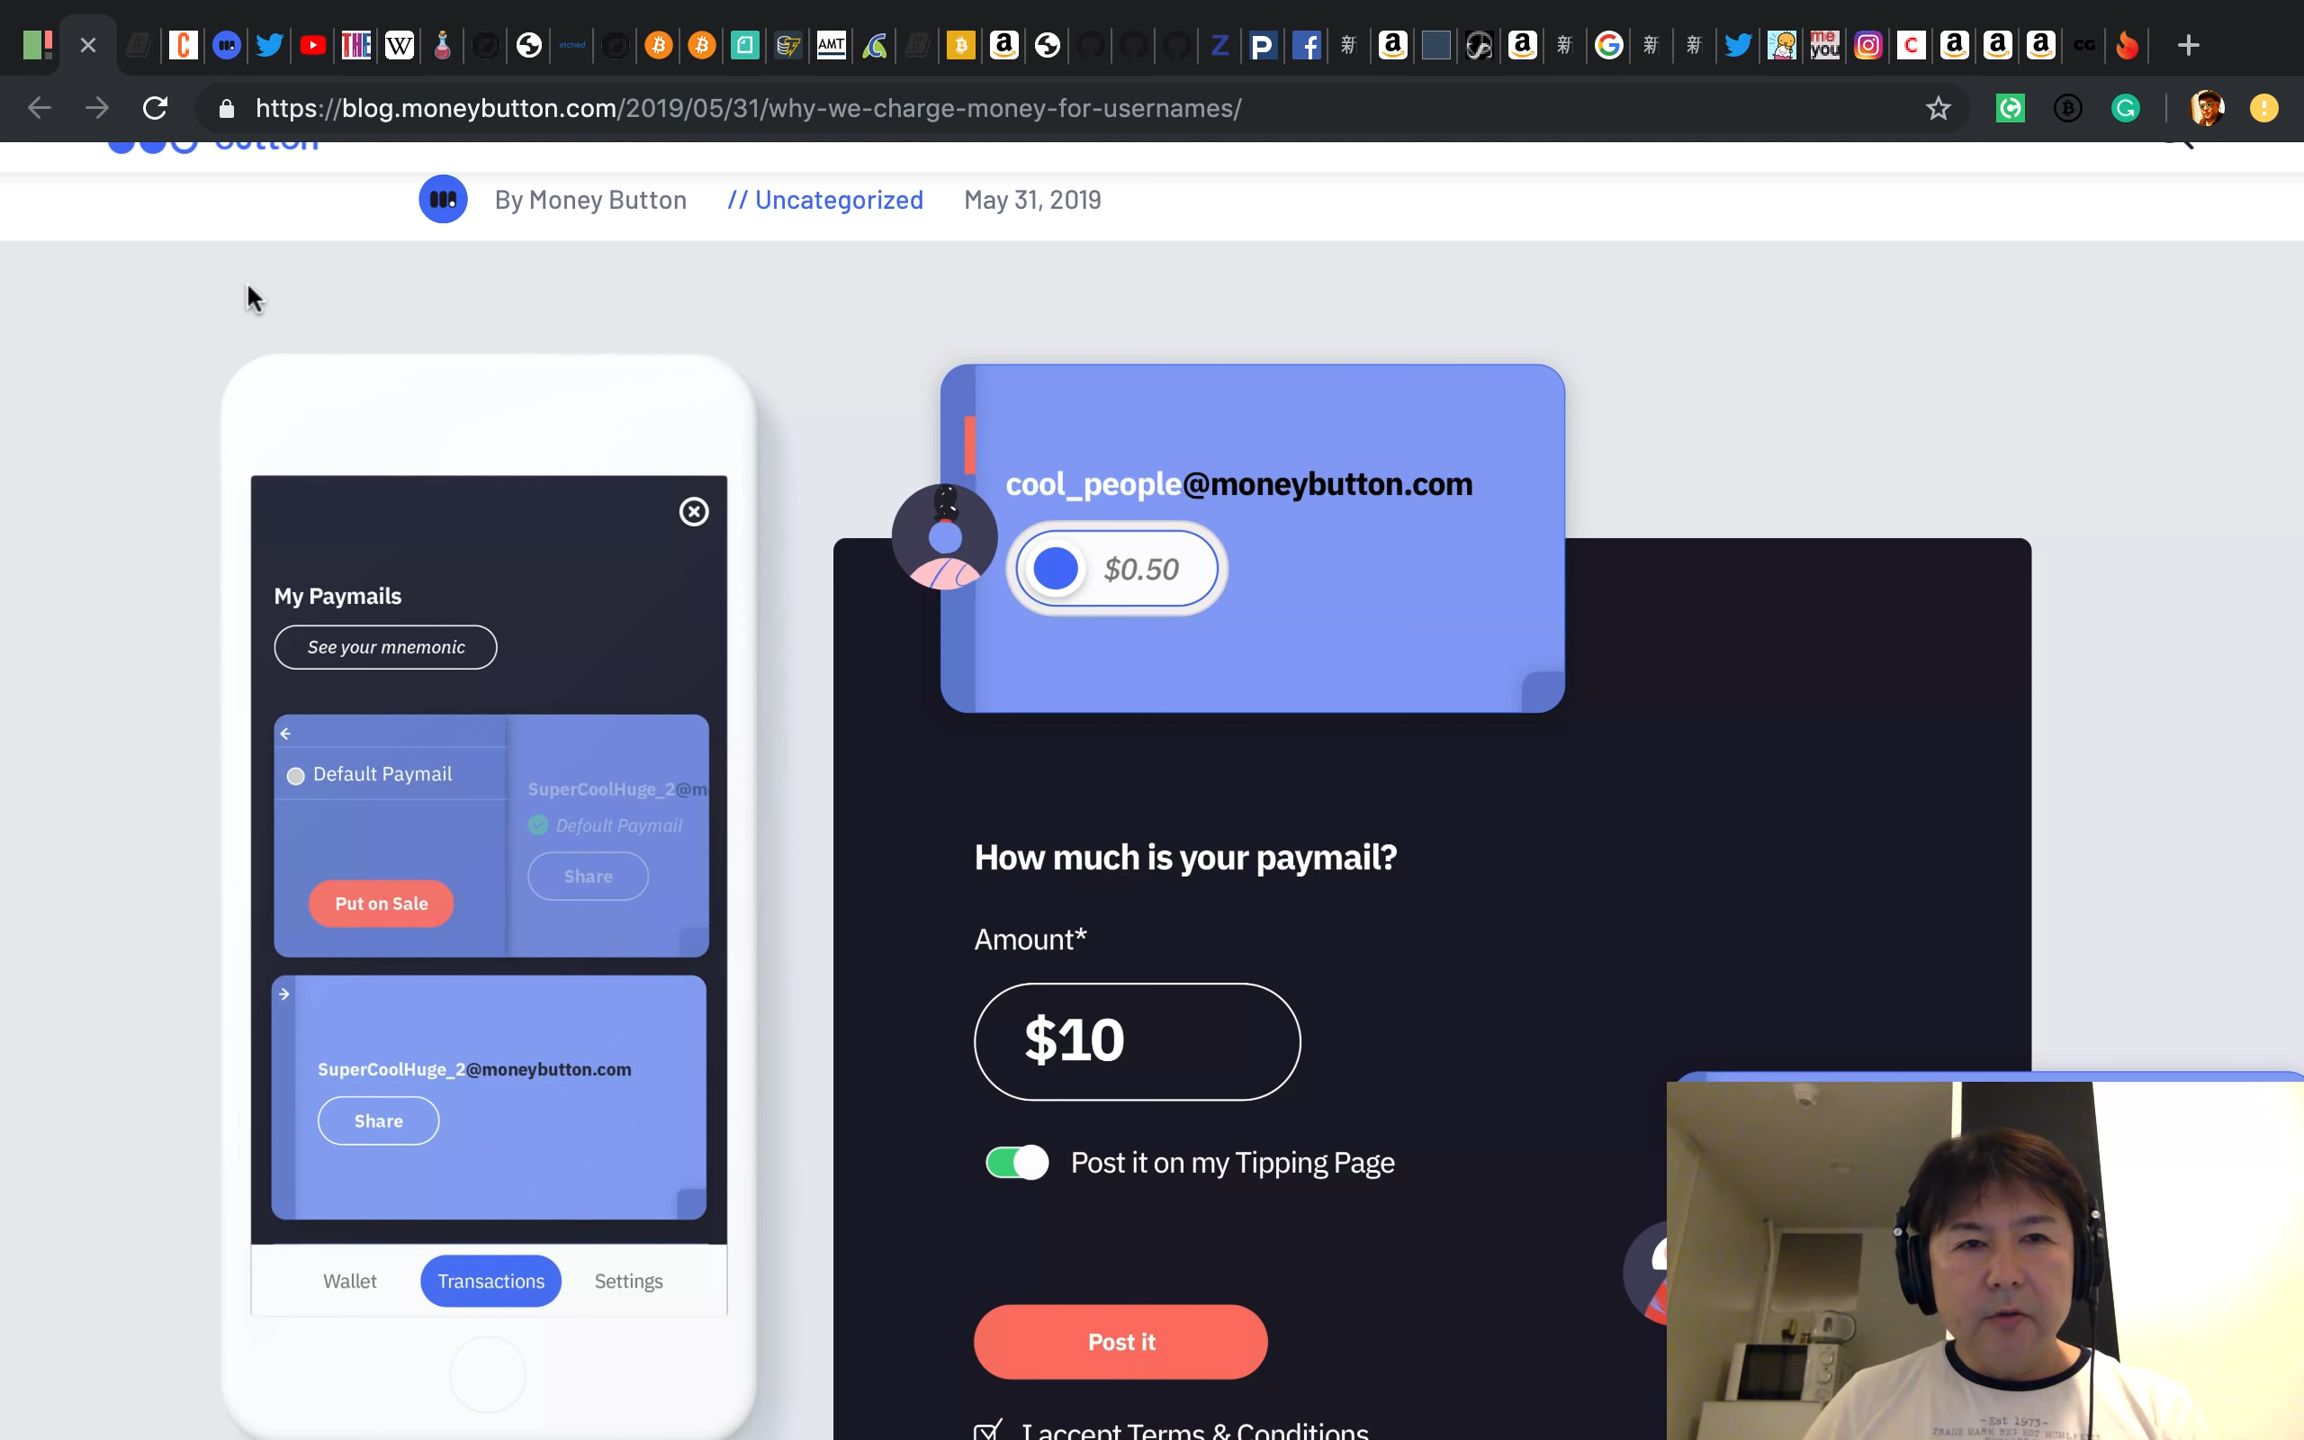 https://blog.moneybutton.com/2019/05/31/why-we-charge-money-for-usernames/
By Money Button // Uncategorized May 31, 2019
My Paymails
See your mnemonic
Default Paymail
SuperCoolHuge_2@m
Defoult Paymail
Share
Put on Sale
SuperCoolHuge_2@moneybutton.com
Share
Wallet Transactions Settings
cool_people@moneybutton.com
$0.50
How much is your paymail?
Amount*
$10
Post it on my Tipping Page
Post it
I accept Terms & Conditions
-Est 1973-